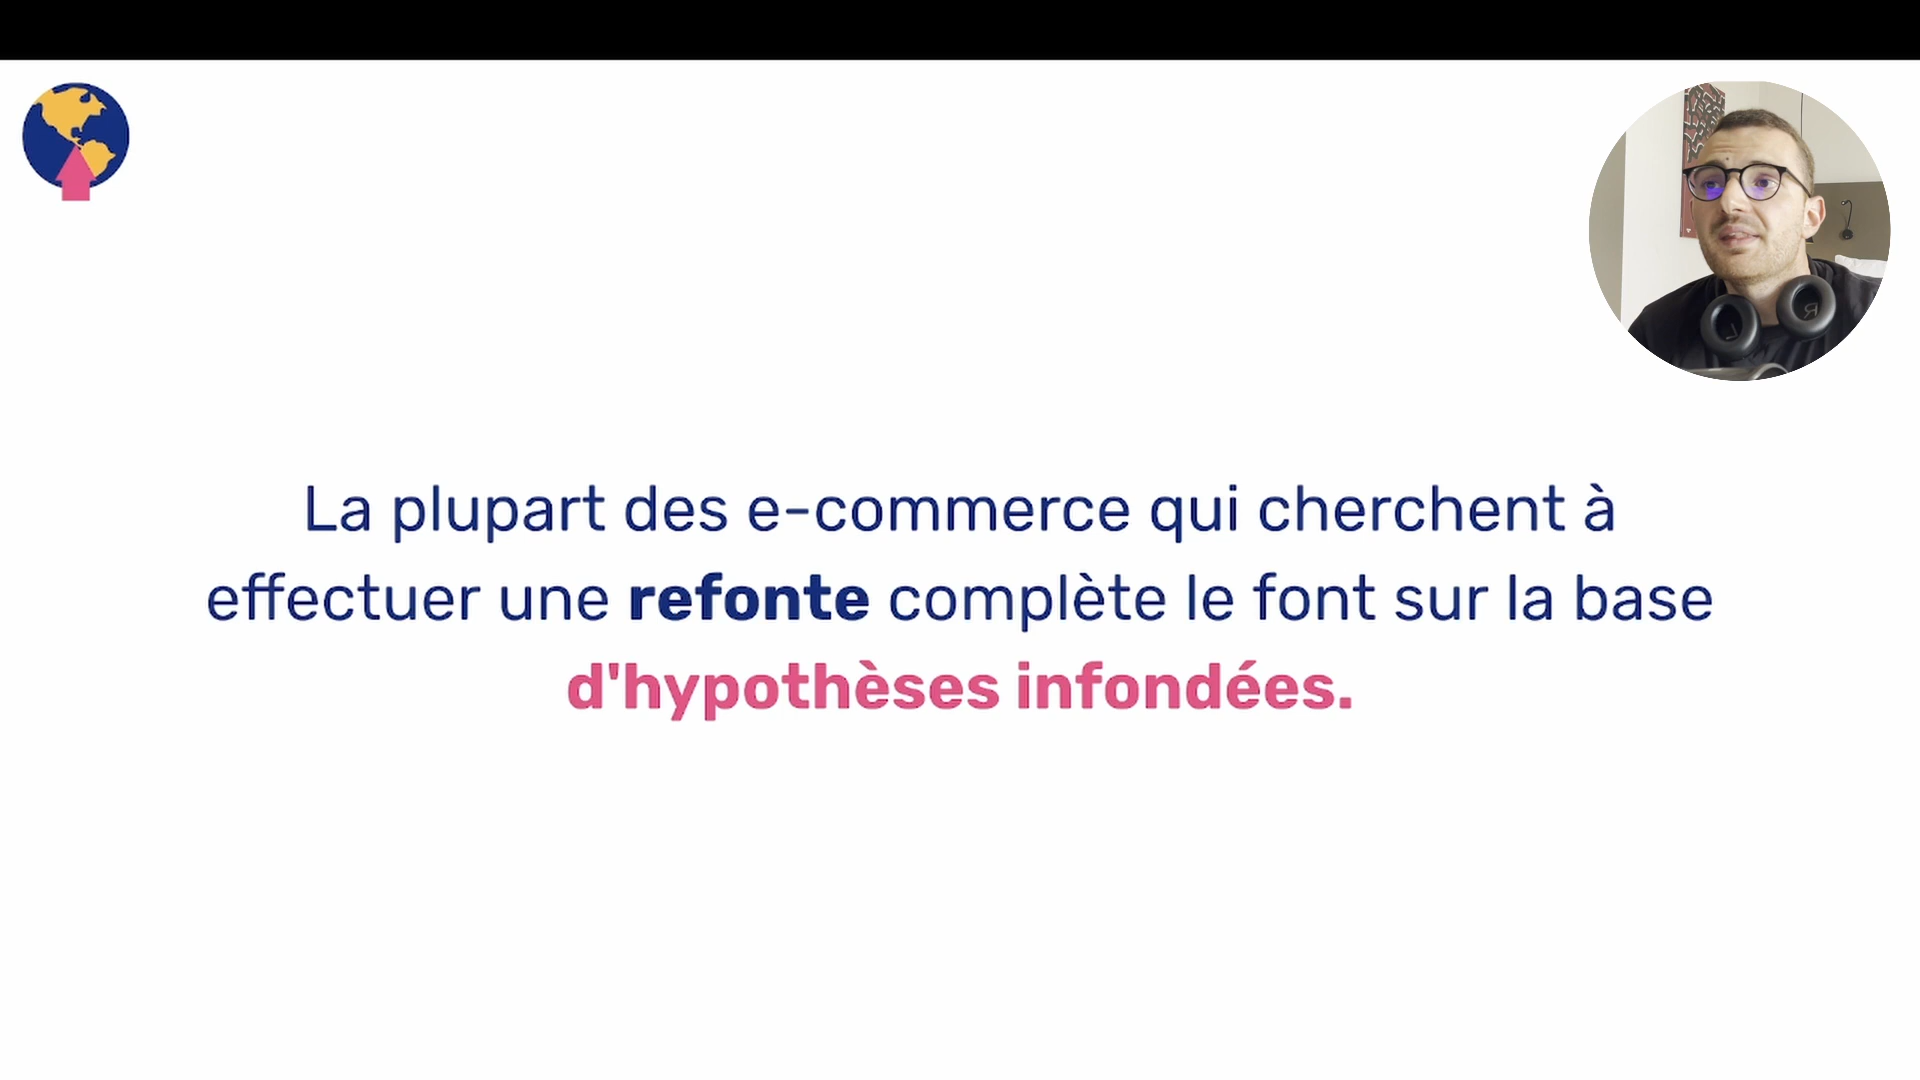 La plupart des e-commerce qui cherchent à
effectuer une refonte complète le font sur la base
d'hypothèses infondées.
L
R